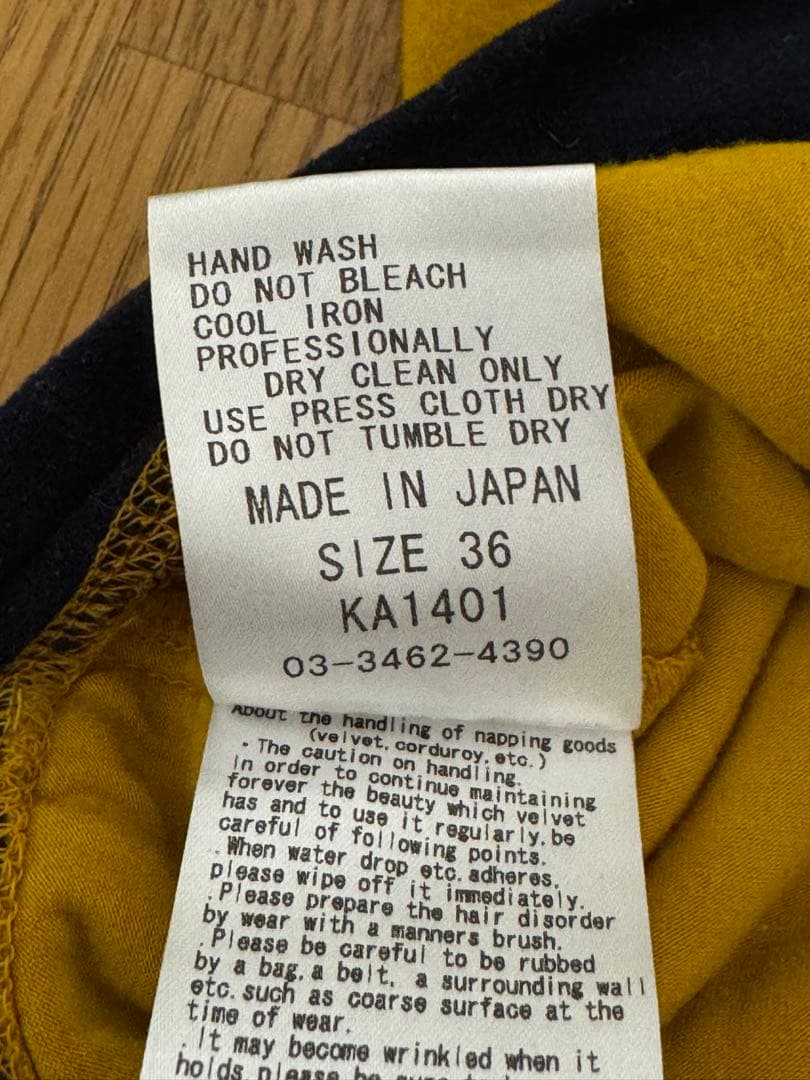 HAND WASH
DO NOT BLEACH
COOL IRON
PROFESSIONALLY
DRY CLEAN ONLY
USE PRESS CLOTH DRY
DO NOT TUMBLE DRY
MADE IN JAPAN
SIZE 36
KA1401
03-3462-4390
About the handling of napping goods
(velvet, corduroy, etc.)
・The caution on handling.
In order to continue maintaining
forever the beauty which velvet
has and to use it regularly, be
careful of following points.
.When water drop etc. adheres,
please wipe off it immediately.
.Please prepare the hair disorder
by wear with a manners brush.
.Please be careful to be rubbed
by a bag, a belt, a surrounding wall
etc. such as coarse surface at the
time of wear.
.It may become wrinkled when it
holds, please be